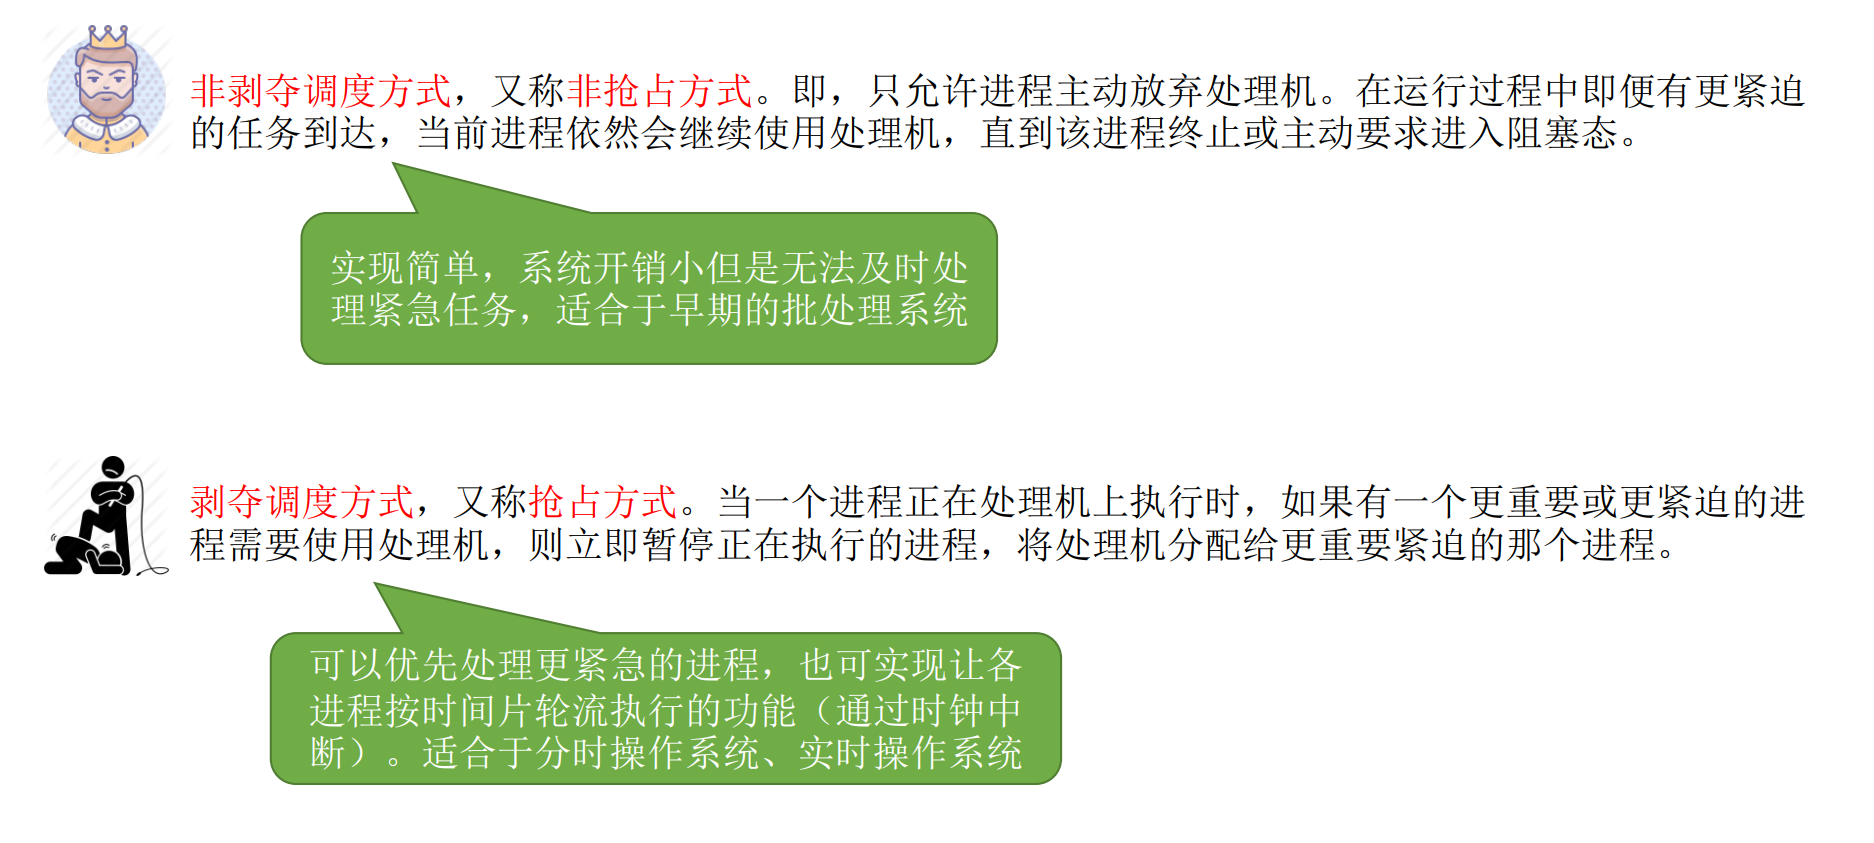 非剥夺调度方式，又称非抢占方式。即，只允许进程主动放弃处理机。在运行过程中即便有更紧迫
的任务到达，当前进程依然会继续使用处理机，直到该进程终止或主动要求进入阻塞态。
实现简单，系统开销小但是无法及时处
理紧急任务，适合于早期的批处理系统
剥夺调度方式，又称抢占方式。当一个进程正在处理机上执行时，如果有一个更重要或更紧迫的进
程需要使用处理机，则立即暂停正在执行的进程，将处理机分配给更重要紧迫的那个进程。
可以优先处理更紧急的进程，也可实现让各
进程按时间片轮流执行的功能（通过时钟中
断）。适合于分时操作系统、实时操作系统